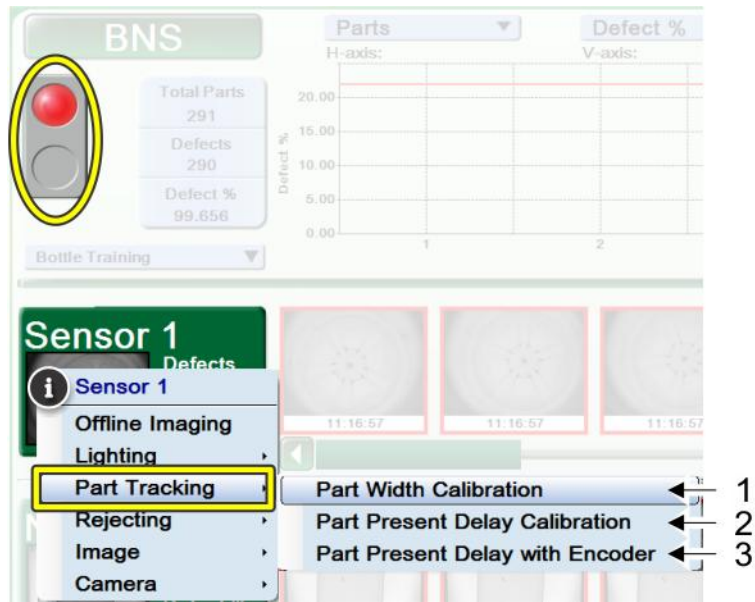 BNS
Parts
Defect %
H-axis:
V-axis:
Total Parts
291
Defects
290
Defect %
99.656
Bottle Training
Defect %
20.00
15.00
10.00
5.00
0.00
1
2
Sensor 1
Defects
i Sensor 1
Offline Imaging
Lighting
Part Tracking
Rejecting
Image
Camera
11:16:57
11:16:57
11:16:57
Part Width Calibration
1
Part Present Delay Calibration
2
Part Present Delay with Encoder
3